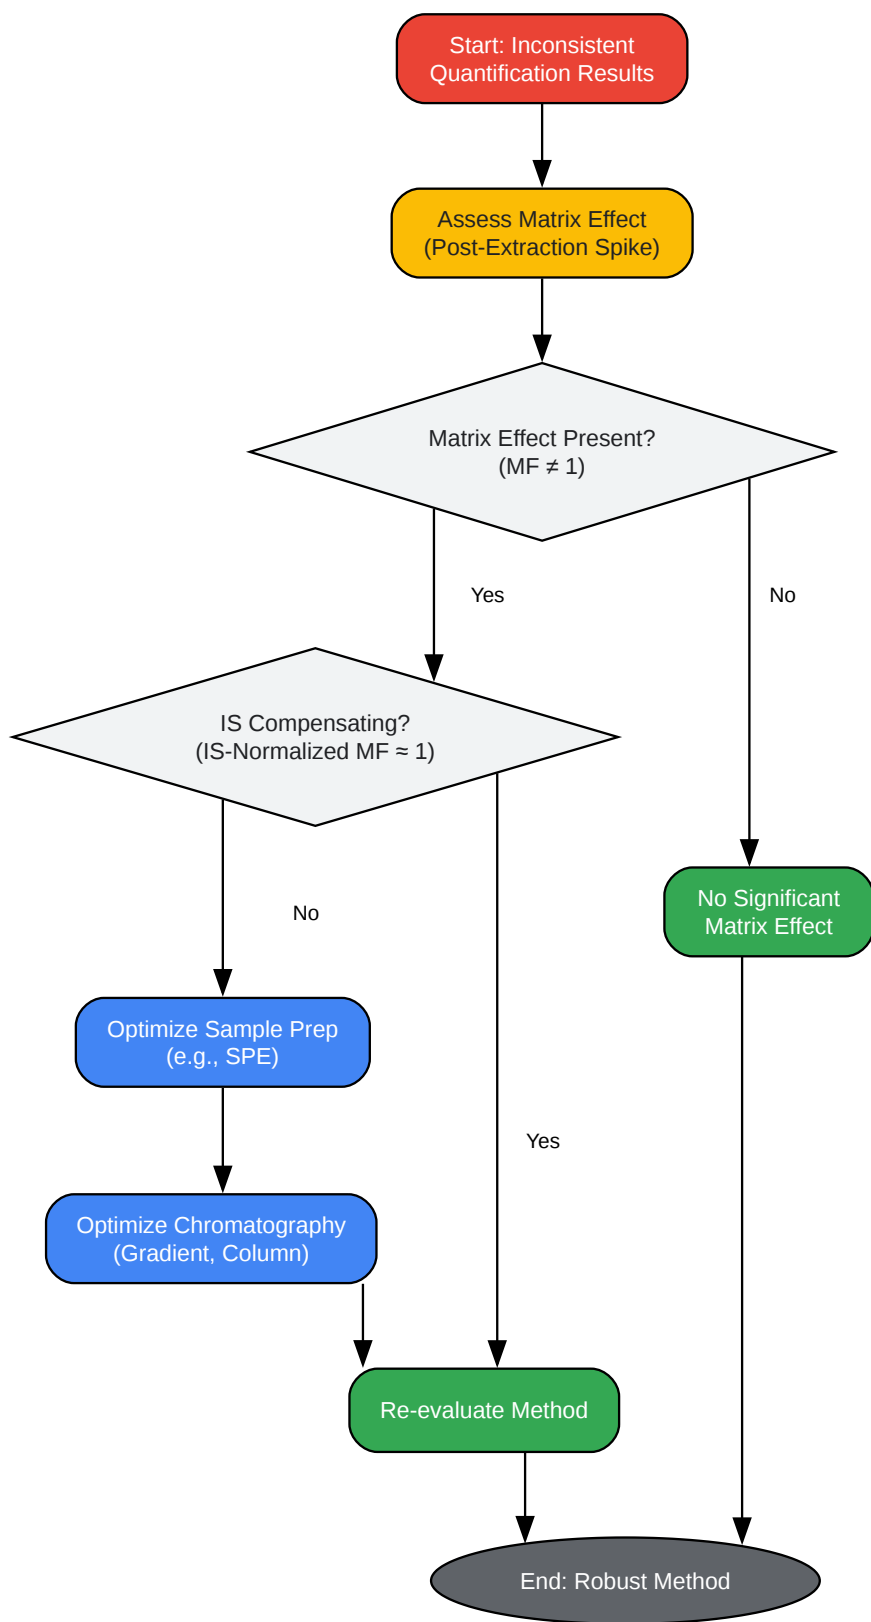 Start: Inconsistent
Quantification Results
Assess Matrix Effect
(Post-Extraction Spike)
Matrix Effect Present?
(MF ≠ 1)
Yes
No
IS Compensating?
(IS-Normalized MF ≈ 1)
No Significant
Matrix Effect
No
Optimize Sample Prep
(e.g., SPE)
Yes
Optimize Chromatography
(Gradient, Column)
Re-evaluate Method
End: Robust Method